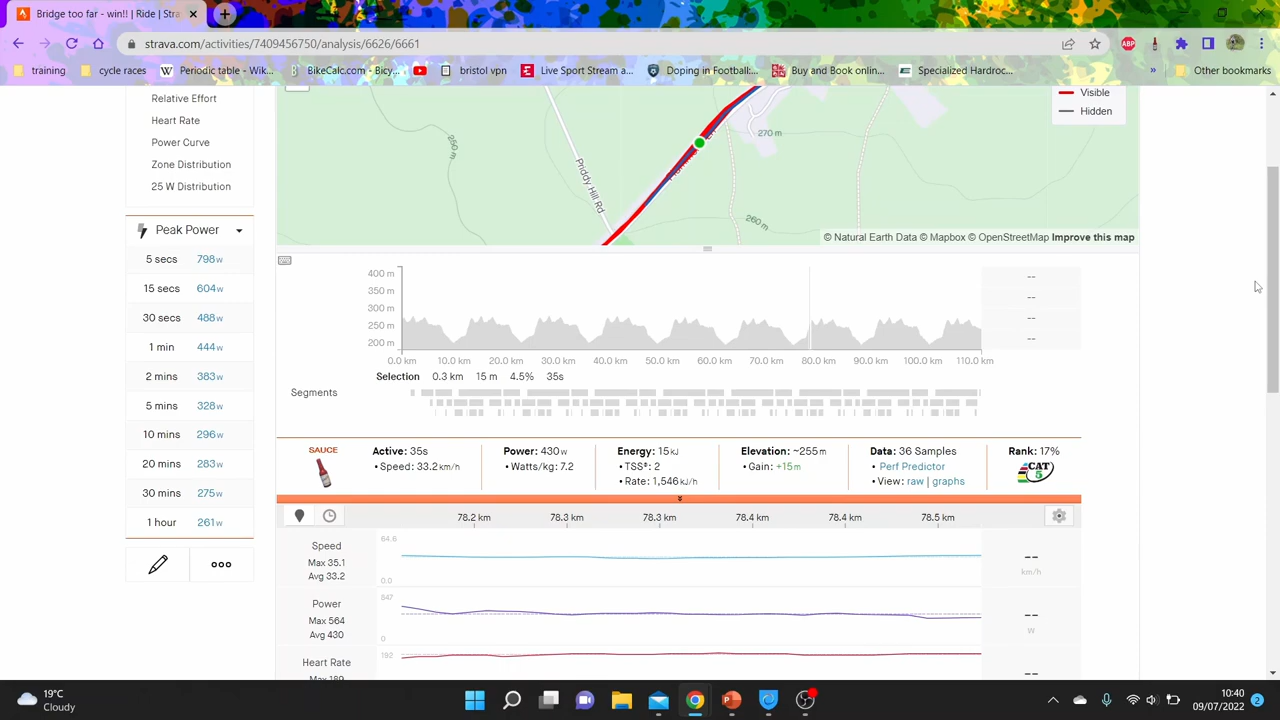 Bridge too far - win!! | Ride | Stra
strava.com/activities/7409456750/analysis/6626/6661
ABP
training
cycle races
Periodic table - Wik...
BikeCalc.com - Bicy...
bristol vpn
Live Sport Stream a...
Doping in Football:...
Buy and Book onlin...
Specialized Hardroc...
Other bookmarks
Relative Effort
Heart Rate
Power Curve
Zone Distribution
25 W Distribution
Visible
Hidden
250 m
270 m
250 m
Priddy Hill Rd
260 m
© Natural Earth Data © Mapbox © OpenStreetMap Improve this map
Peak Power
5 secs 798w
15 secs 604w
30 secs 488w
1 min 444w
2 mins 383w
5 mins 328w
10 mins 296w
20 mins 283w
30 mins 275w
1 hour 261w
400 m
350 m
300 m
250 m
200 m
--
--
--
--
0.0 km 10.0 km 20.0 km 30.0 km 40.0 km 50.0 km 60.0 km 70.0 km 80.0 km 90.0 km 100.0 km 110.0 km
Selection 0.3 km 15 m 4.5% 35s
Segments
SAUCE
Active: 35s
• Speed: 33.2km/h
Power: 430w
• Watts/kg: 7.2
Energy: 15kJ
• TSS®: 2
• Rate: 1,546kJ/h
Elevation: ~255m
• Gain: +15m
Data: 36 Samples
• Perf Predictor
• View: raw | graphs
Rank: 17%
CAT 5
78.2 km 78.3 km 78.3 km 78.4 km 78.4 km 78.5 km
Speed
Max 35.1
Avg 33.2
64.6
0.0
--
km/h
Power
Max 564
Avg 430
847
0
--
W
Heart Rate
Max 189
192
--
19°C
Cloudy
10:40
09/07/2022
2